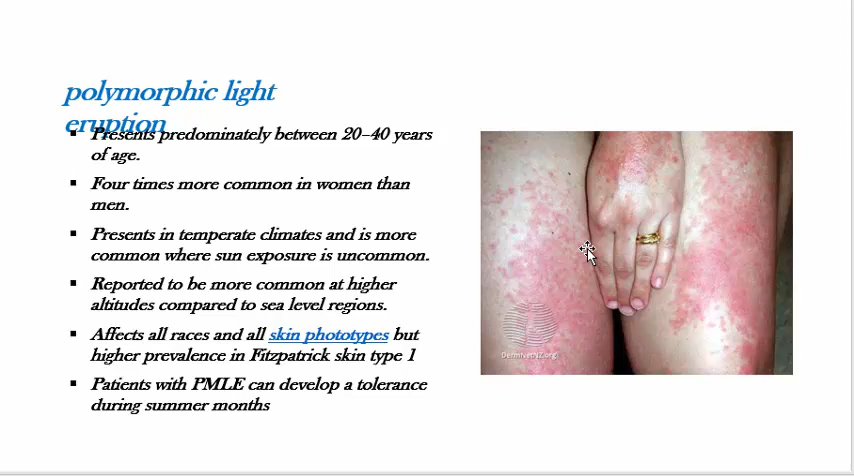 polymorphic light
eruption
▪ Presents predominately between 20–40 years
of age.
▪ Four times more common in women than
men.
▪ Presents in temperate climates and is more
common where sun exposure is uncommon.
▪ Reported to be more common at higher
altitudes compared to sea level regions.
▪ Affects all races and all skin phototypes but
higher prevalence in Fitzpatrick skin type 1
▪ Patients with PMLE can develop a tolerance
during summer months
DermNetNZ.org